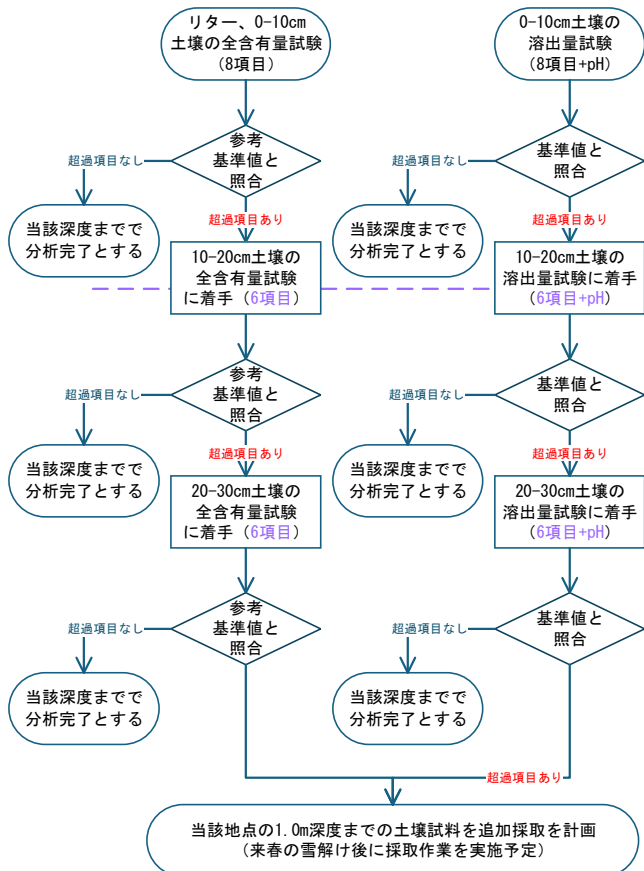 リター、0-10cm
土壌の全含有量試験
（8項目）
0-10cm土壌の
溶出量試験
（8項目+pH）
参考
基準値と
照合
超過項目なし
基準値と
照合
超過項目なし
当該深度までで
分析完了とする
超過項目あり
当該深度までで
分析完了とする
超過項目あり
10-20cm土壌の
全含有量試験
に着手（6項目）
10-20cm土壌の
溶出量試験に着手
（6項目+pH）
参考
基準値と
照合
超過項目なし
基準値と
照合
超過項目なし
当該深度までで
分析完了とする
超過項目あり
当該深度までで
分析完了とする
超過項目あり
20-30cm土壌の
全含有量試験
に着手（6項目）
20-30cm土壌の
溶出量試験に着手
（6項目+pH）
参考
基準値と
照合
超過項目なし
基準値と
照合
超過項目なし
当該深度までで
分析完了とする
当該深度までで
分析完了とする
超過項目あり
当該地点の1.0m深度までの土壌試料を追加採取を計画
（来春の雪解け後に採取作業を実施予定）